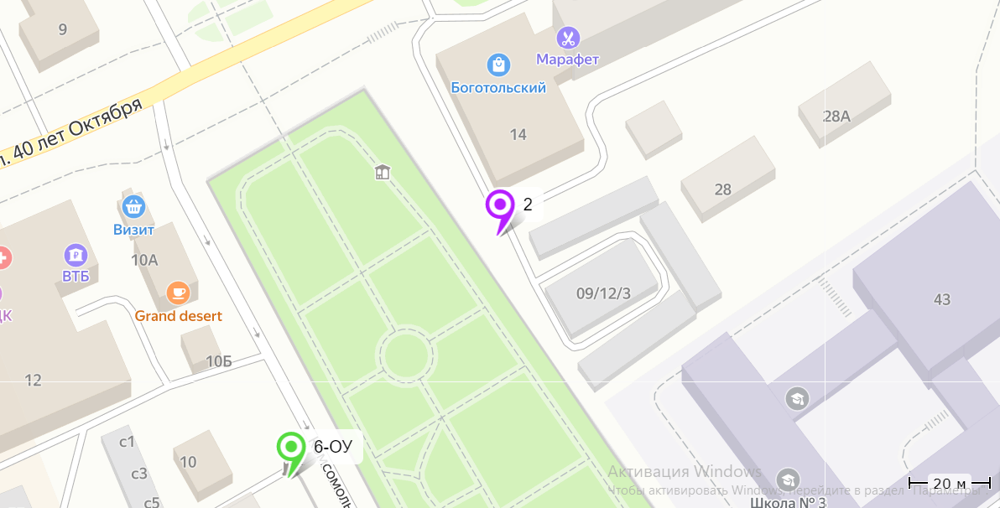 9
Марафет
Боготольский
14
28А
л. 40 лет Октября
28
2
Визит
10А
ВТБ
ДК
Grand desert
09/12/3
43
10Б
12
с1
6-ОУ
10
с3
сомоль
с5
Активация Windows
Чтобы активировать Windows, перейдите в раздел "Параметры
20 м
Школа № 3